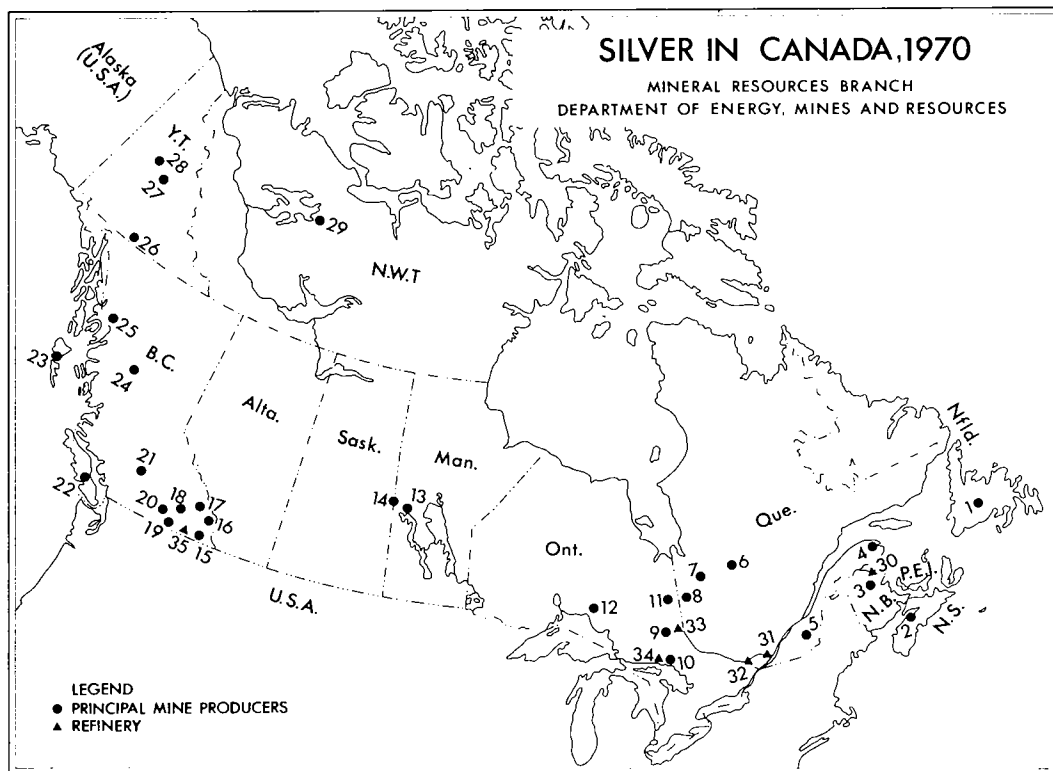 SILVER IN CANADA, 1970
MINERAL RESOURCES BRANCH
DEPARTMENT OF ENERGY, MINES AND RESOURCES
Alaska
(U.S.A.)
Y.T.
28
27
26
29
N.W.T
25
23
B.C.
24
Alta.
Sask.
Man.
Nfld.
21
22
20
18
17
16
19
35
15
14
13
1
Que.
Ont.
U.S.A.
7
6
4
30
P.E.I.
3
N.B.
2
N.S.
12
11
8
9
33
5
34
10
31
32
LEGEND
● PRINCIPAL MINE PRODUCERS
▲ REFINERY